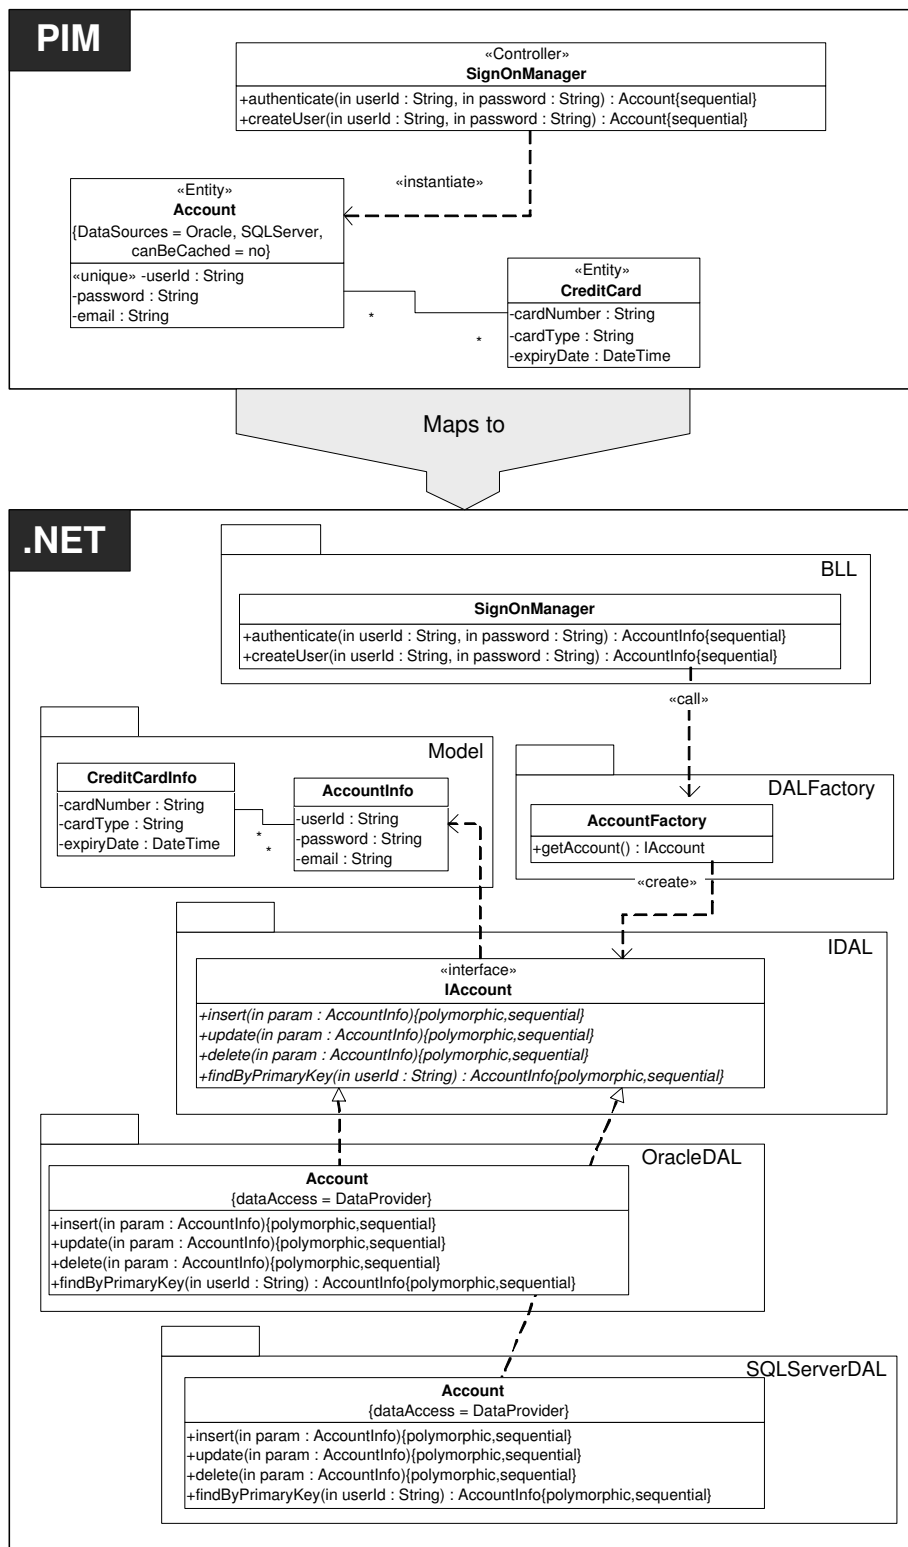 PIM
«Controller»
SignOnManager
+authenticate(in userId : String, in password : String) : Account{sequential}
+createUser(in userId : String, in password : String) : Account{sequential}
«instantiate»
«Entity»
Account
{DataSources = Oracle, SQLServer,
canBeCached = no}
«unique» -userId : String
-password : String
-email : String
*
*
«Entity»
CreditCard
-cardNumber : String
-cardType : String
-expiryDate : DateTime
Maps to
.NET
BLL
SignOnManager
+authenticate(in userId : String, in password : String) : AccountInfo{sequential}
+createUser(in userId : String, in password : String) : AccountInfo{sequential}
«call»
Model
CreditCardInfo
-cardNumber : String
-cardType : String
-expiryDate : DateTime
*
*
AccountInfo
-userId : String
-password : String
-email : String
DALFactory
AccountFactory
+getAccount() : IAccount
«create»
IDAL
«interface»
IAccount
+insert(in param : AccountInfo){polymorphic,sequential}
+update(in param : AccountInfo){polymorphic,sequential}
+delete(in param : AccountInfo){polymorphic,sequential}
+findByPrimaryKey(in userId : String) : AccountInfo{polymorphic,sequential}
OracleDAL
Account
{dataAccess = DataProvider}
+insert(in param : AccountInfo){polymorphic,sequential}
+update(in param : AccountInfo){polymorphic,sequential}
+delete(in param : AccountInfo){polymorphic,sequential}
+findByPrimaryKey(in userId : String) : AccountInfo{polymorphic,sequential}
SQLServerDAL
Account
{dataAccess = DataProvider}
+insert(in param : AccountInfo){polymorphic,sequential}
+update(in param : AccountInfo){polymorphic,sequential}
+delete(in param : AccountInfo){polymorphic,sequential}
+findByPrimaryKey(in userId : String) : AccountInfo{polymorphic,sequential}